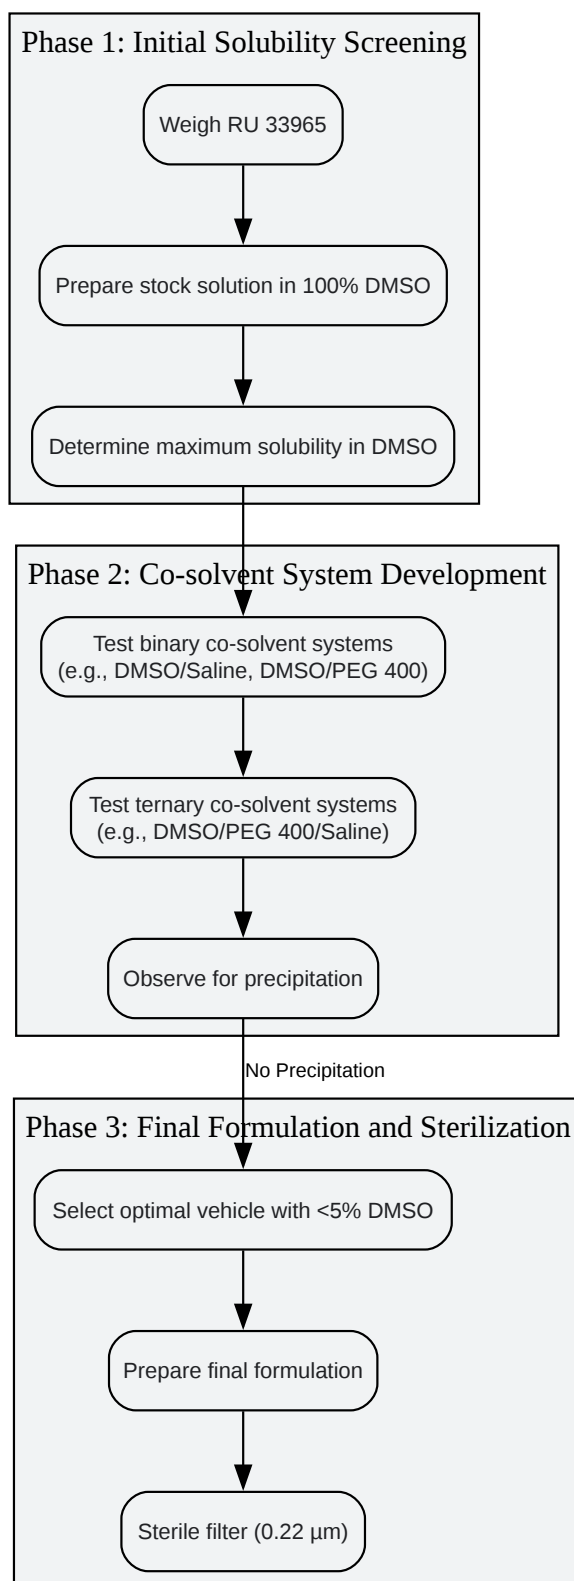 Phase 1: Initial Solubility Screening
Weigh RU 33965
Prepare stock solution in 100% DMSO
Determine maximum solubility in DMSO
Phase 2: Co-solvent System Development
Test binary co-solvent systems
(e.g., DMSO/Saline, DMSO/PEG 400)
Test ternary co-solvent systems
(e.g., DMSO/PEG 400/Saline)
Observe for precipitation
No Precipitation
Phase 3: Final Formulation and Sterilization
Select optimal vehicle with <5% DMSO
Prepare final formulation
Sterile filter (0.22 µm)